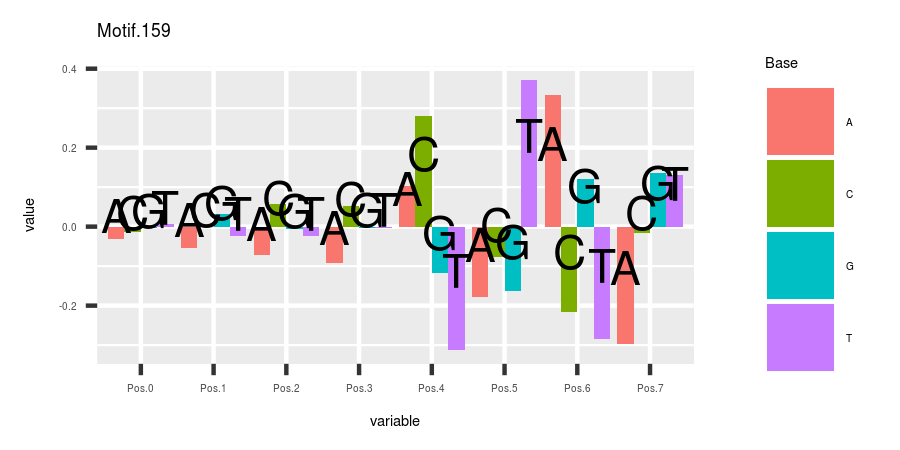 Motif.159
value
0.4
0.2
0.0
-0.2
A C G T A C G T A C G T A C G T A C G T A C G T A C G T A C G T
Pos.0 Pos.1 Pos.2 Pos.3 Pos.4 Pos.5 Pos.6 Pos.7
variable
Base
A
C
G
T